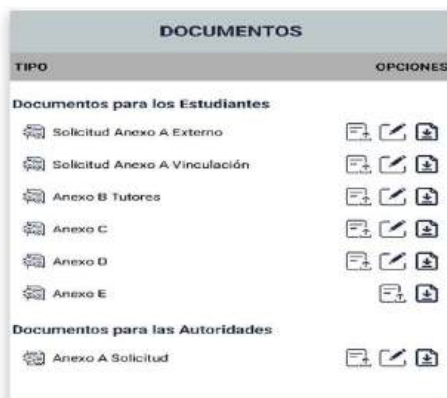 DOCUMENTOS
TIPO OPCIONES
Documentos para los Estudiantes
Solicitud Anexo A Externo
Solicitud Anexo A Vinculación
Anexo B Tutores
Anexo C
Anexo D
Anexo E
Documentos para las Autoridades
Anexo A Solicitud